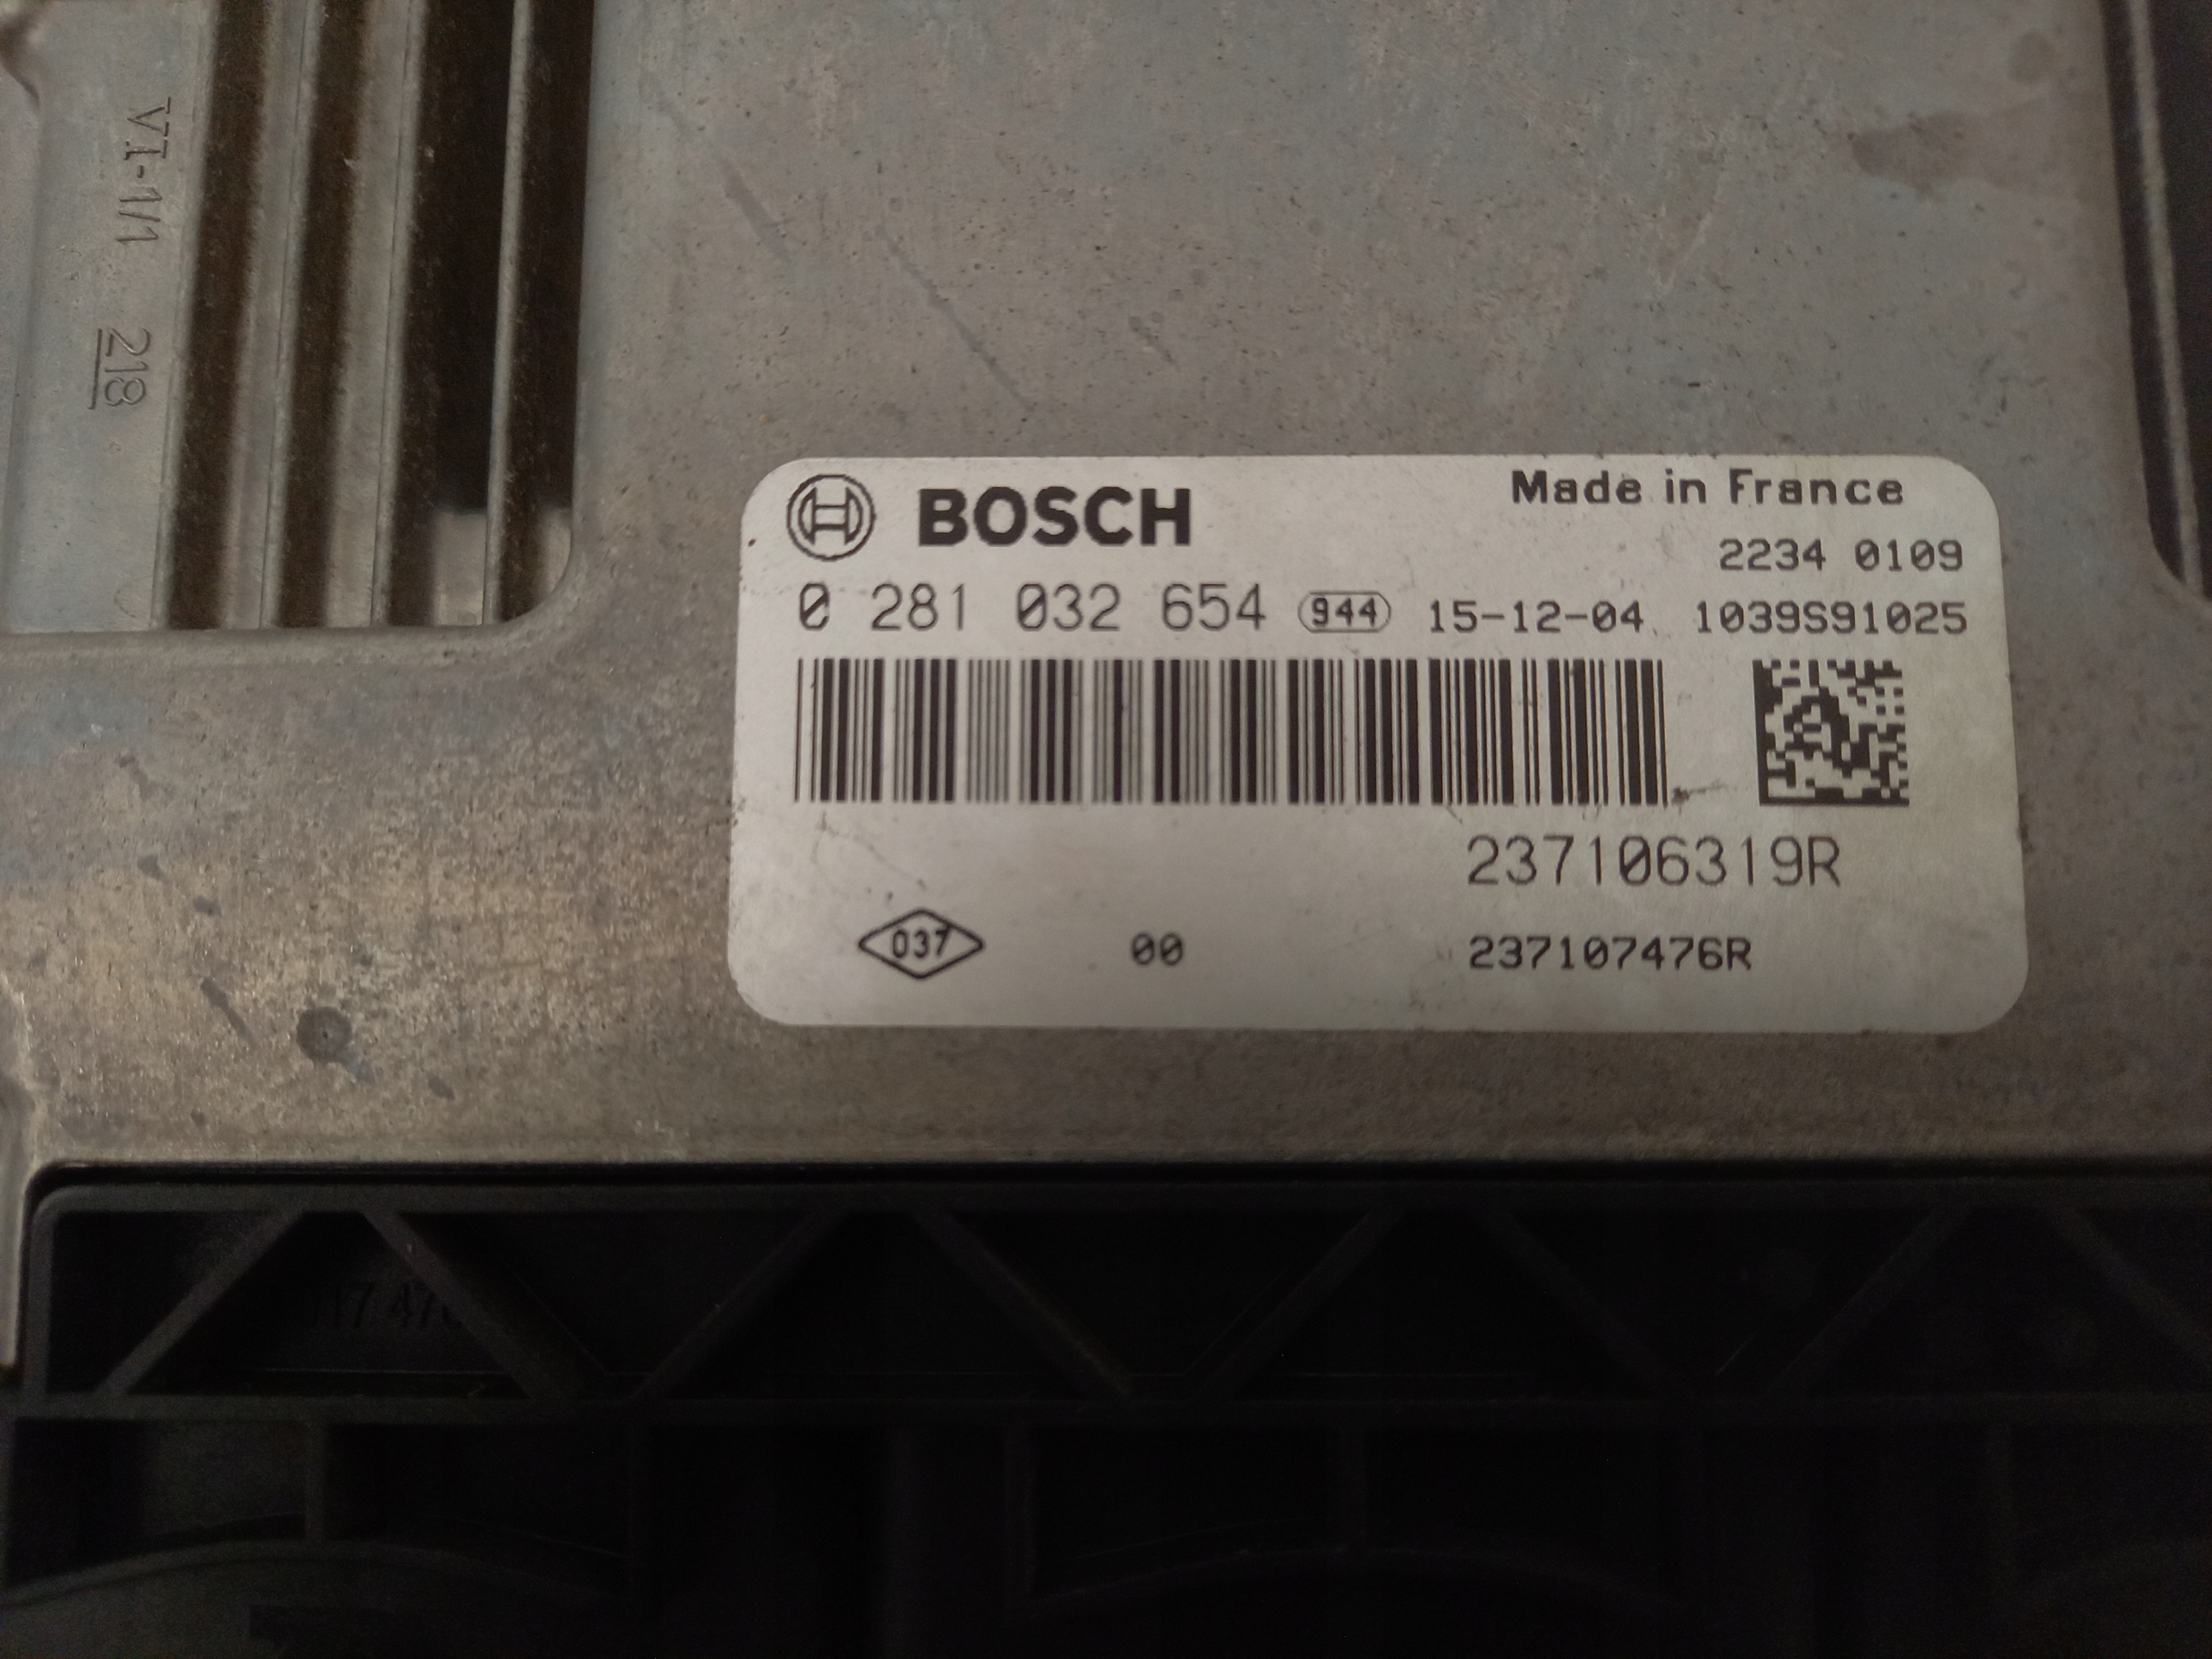 VI-1/1 218
BOSCH
Made in France
2234 0109
0 281 032 654 944 15-12-04 1039S91025
237106319R
037 00 237107476R